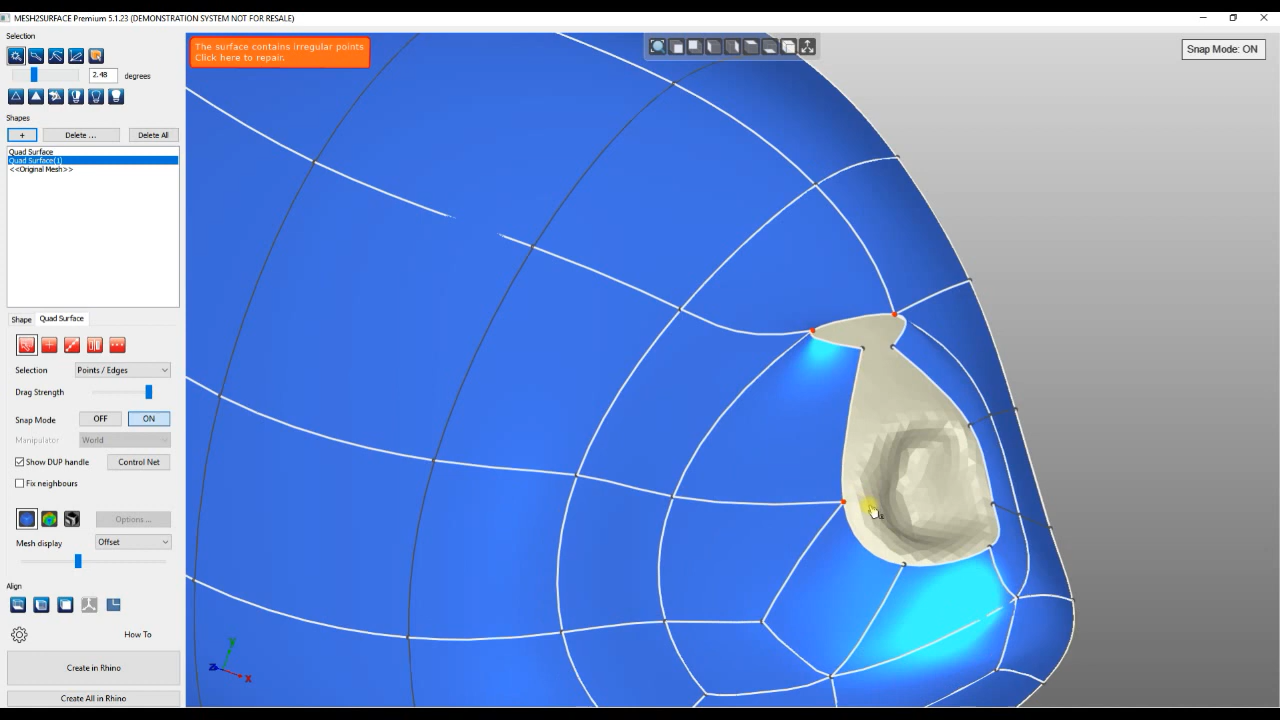 MESH2SURFACE Premium 5.1.23 (DEMONSTRATION SYSTEM NOT FOR RESALE)
Selection
2.48 degrees
Shapes
+ Delete ... Delete All
Quad Surface
Quad Surface(1)
<<Original Mesh>>
Shape Quad Surface
Selection Points / Edges
Drag Strength
Snap Mode OFF ON
Manipulator World
Show DUP handle Control Net
Fix neighbours
Options ...
Mesh display Offset
Align
How To
Create in Rhino
Create All in Rhino
The surface contains irregular points
Click here to repair.
Snap Mode: ON
y
z
x